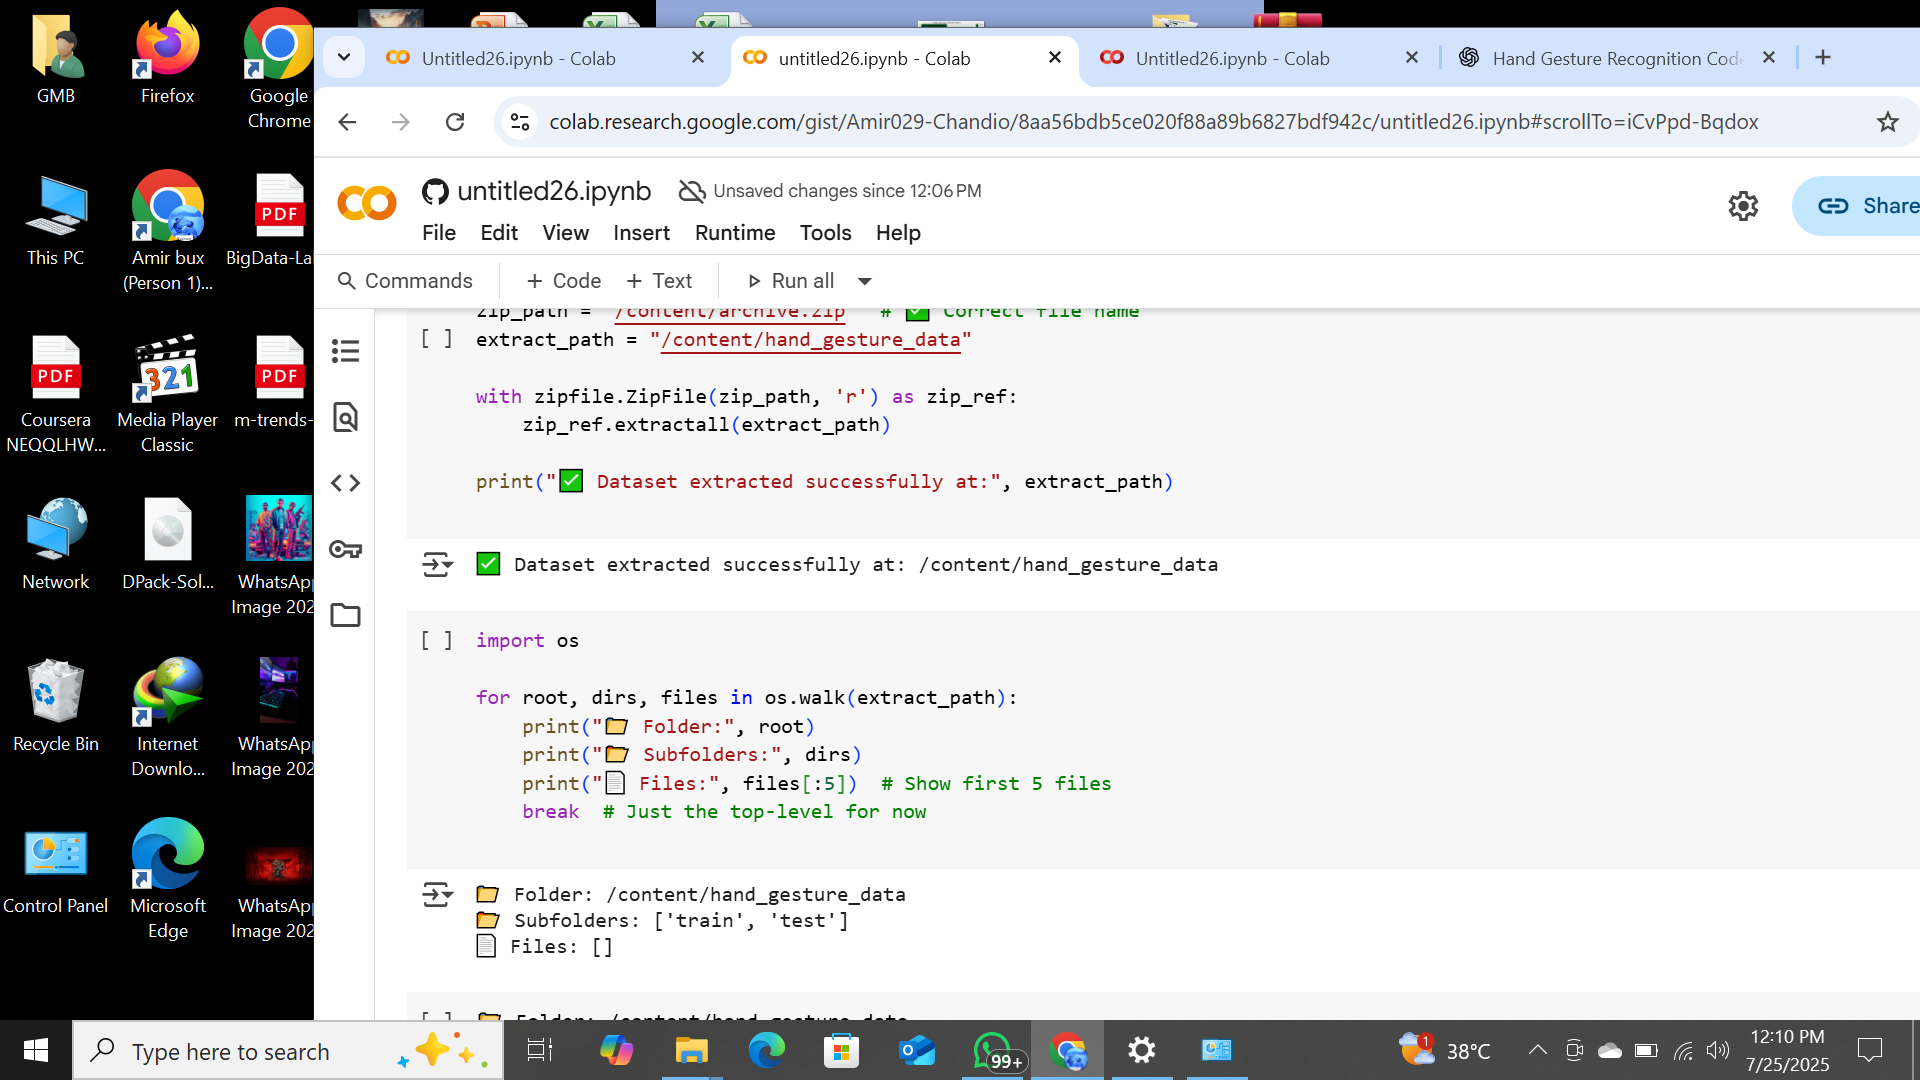 Untitled26.ipynb - Colab
untitled26.ipynb - Colab
Untitled26.ipynb - Colab
Hand Gesture Recognition Code
colab.research.google.com/gist/Amir029-Chandio/8aa56bdb5ce020f88a89b6827bdf942c/untitled26.ipynb#scrollTo=iCvPpd-Bqdox
untitled26.ipynb
Unsaved changes since 12:06 PM
Share
File Edit View Insert Runtime Tools Help
Commands + Code + Text Run all
zip_path = "/content/archive.zip" # ✅ Correct file name
[ ] extract_path = "/content/hand_gesture_data"
with zipfile.ZipFile(zip_path, 'r') as zip_ref:
zip_ref.extractall(extract_path)
print("✅ Dataset extracted successfully at:", extract_path)
✅ Dataset extracted successfully at: /content/hand_gesture_data
[ ] import os
for root, dirs, files in os.walk(extract_path):
print("📁 Folder:", root)
print("📁 Subfolders:", dirs)
print("📄 Files:", files[:5]) # Show first 5 files
break # Just the top-level for now
📁 Folder: /content/hand_gesture_data
📁 Subfolders: ['train', 'test']
📄 Files: []
[ ] 📁 Folder: /content/hand_gesture_data
GMB
Firefox
Google
Chrome
This PC
Amir bux
(Person 1)...
BigData-La
PDF
Coursera
NEQQLHW...
PDF
321
Media Player
Classic
PDF
m-trends-
Network
DPack-Sol...
WhatsApp
Image 202
Recycle Bin
Internet
Downlo...
WhatsApp
Image 202
Control Panel
Microsoft
Edge
WhatsApp
Image 202
Type here to search
99+
1
38°C
12:10 PM
7/25/2025